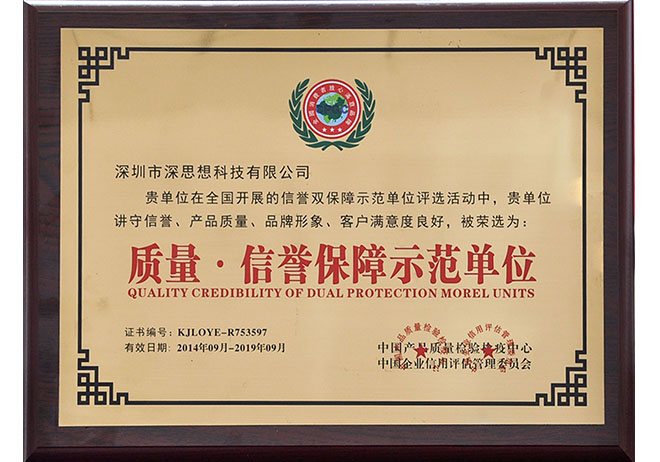 深圳市深思想科技有限公司
贵单位在全国开展的信誉双保障示范单位评选活动中，贵单位
讲守信誉、产品质量、品牌形象、客户满意度良好，被荣选为：
质量·信誉保障示范单位
QUALITY CREDIBILITY OF DUAL PROTECTION MOREL UNITS
证书编号：KJLOYE-R753597
有效日期：2014年09月-2019年09月
中国产品质量检验检疫中心
中国企业信用评估管理委员会